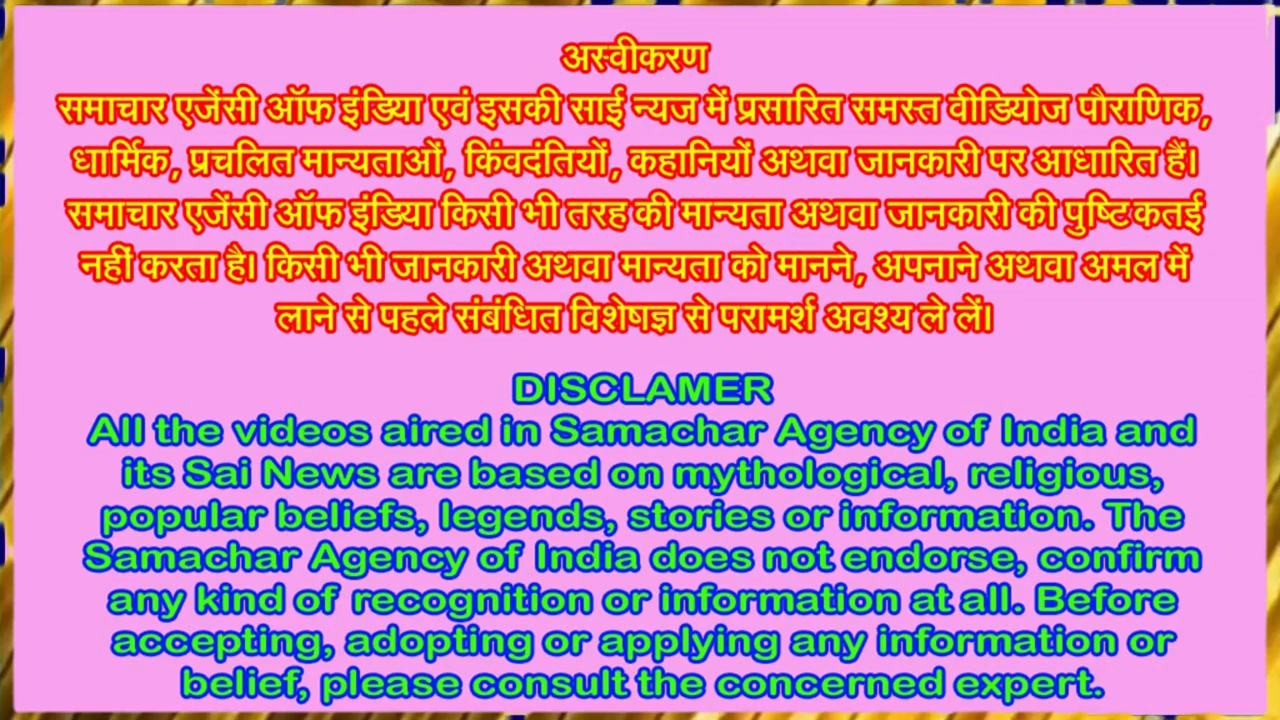 अस्वीकरण
समाचार एजेंसी ऑफ इंडिया एवं इसकी साई न्यज में प्रसारित समस्त वीडियोज पौराणिक,
धार्मिक, प्रचलित मान्यताओं, किंवदंतियों, कहानियों अथवा जानकारी पर आधारित हैं।
समाचार एजेंसी ऑफ इंडिया किसी भी तरह की मान्यता अथवा जानकारी की पुष्टि कतई
नहीं करता है। किसी भी जानकारी अथवा मान्यता को मानने, अपनाने अथवा अमल में
लाने से पहले संबंधित विशेषज्ञ से परामर्श अवश्य ले लें।
DISCLAMER
All the videos aired in Samachar Agency of India and
its Sai News are based on mythological, religious,
popular beliefs, legends, stories or information. The
Samachar Agency of India does not endorse, confirm
any kind of recognition or information at all. Before
accepting, adopting or applying any information or
belief, please consult the concerned expert.